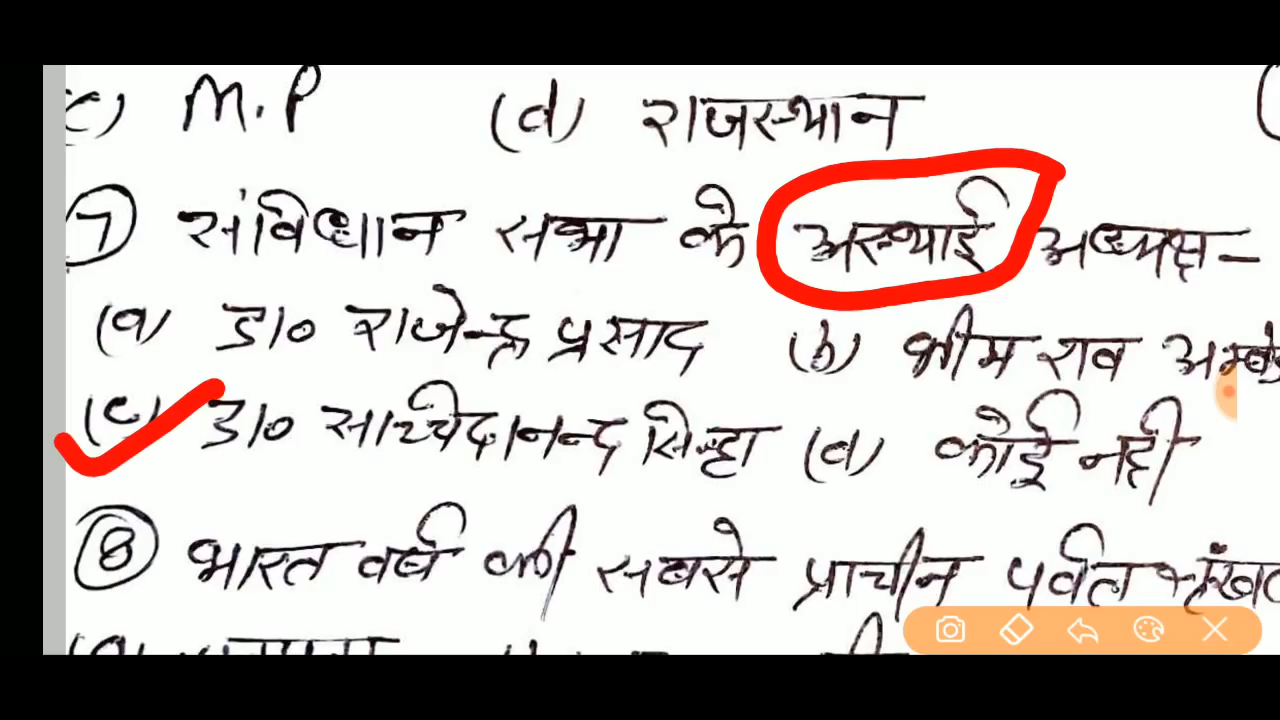 c) M.P (d) राजस्थान
7 संविधान सभा के अस्थाई अध्यक्ष-
(a) डा० राजेन्द्र प्रसाद (b) भीम राव
(c) डा० सच्चिदानन्द सिन्हा (d) कोई नही
8 भारत वर्ष की सबसे प्राचीन पर्वत